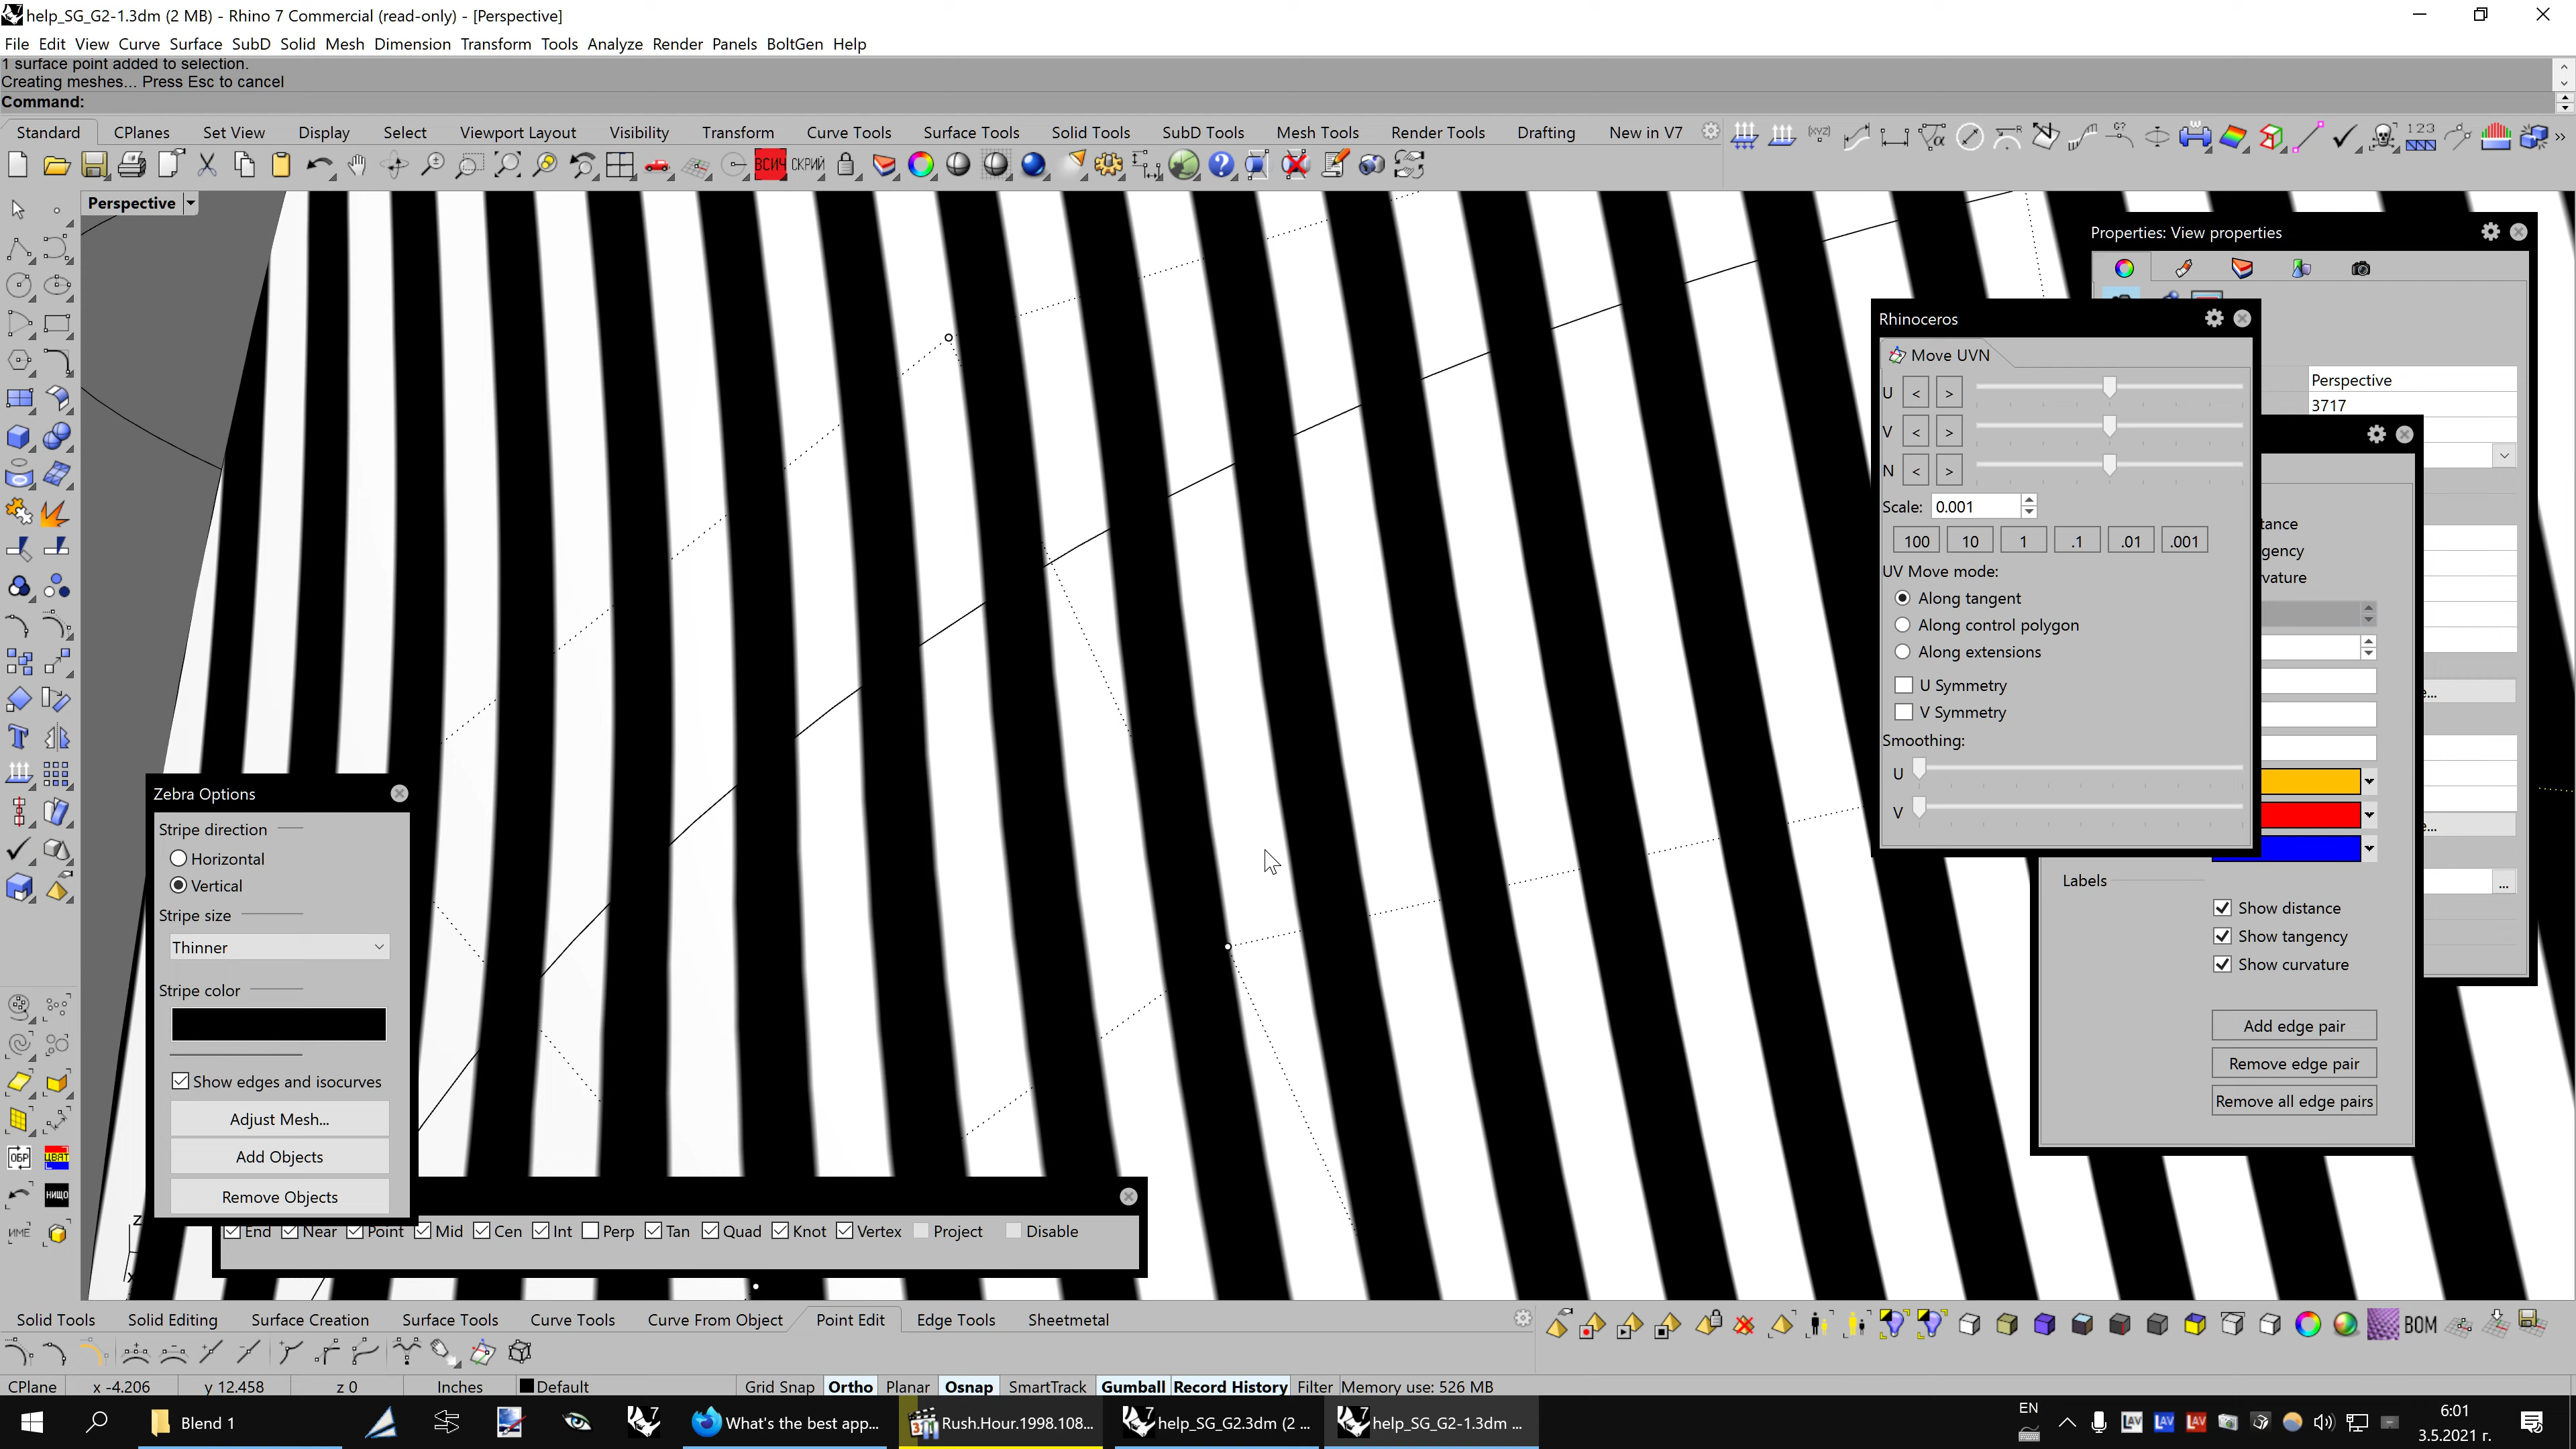 help_SG_G2-1.3dm (2 MB) - Rhino 7 Commercial (read-only) - [Perspective]
File Edit View Curve Surface SubD Solid Mesh Dimension Transform Tools Analyze Render Panels BoltGen Help
1 surface point added to selection.
Creating meshes... Press Esc to cancel
Command:
Standard CPlanes Set View Display Select Viewport Layout Visibility Transform Curve Tools Surface Tools Solid Tools SubD Tools Mesh Tools Render Tools Drafting New in V7
ВСИЧ СКРИЙ
Perspective
Properties: View properties
Perspective
3717
Rhinoceros
Move UVN
U < >
V < >
N < >
Scale: 0.001
100 10 1 .1 .01 .001
UV Move mode:
Along tangent
Along control polygon
Along extensions
U Symmetry
V Symmetry
Smoothing:
U
V
tance
gency
vature
Labels
Show distance
Show tangency
Show curvature
Add edge pair
Remove edge pair
Remove all edge pairs
Zebra Options
Stripe direction
Horizontal
Vertical
Stripe size
Thinner
Stripe color
Show edges and isocurves
Adjust Mesh...
Add Objects
Remove Objects
ОБР ЦВЯТ
НИЩО
ИМЕ
End Near Point Mid Cen Int Perp Tan Quad Knot Vertex Project Disable
Solid Tools Solid Editing Surface Creation Surface Tools Curve Tools Curve From Object Point Edit Edge Tools Sheetmetal
BOM
CPlane x -4.206 y 12.458 z 0 Inches Default Grid Snap Ortho Planar Osnap SmartTrack Gumball Record History Filter Memory use: 526 MB
Blend 1 What's the best app... Rush.Hour.1998.108... help_SG_G2.3dm (2 ... help_SG_G2-1.3dm ...
EN
6:01
3.5.2021 г.